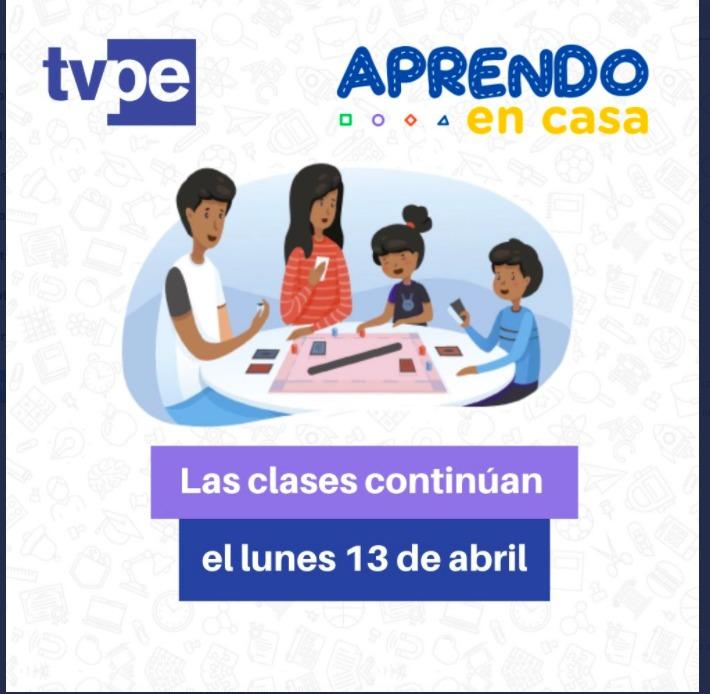 tvpe
APRENDO
en casa
Las clases continúan
el lunes 13 de abril